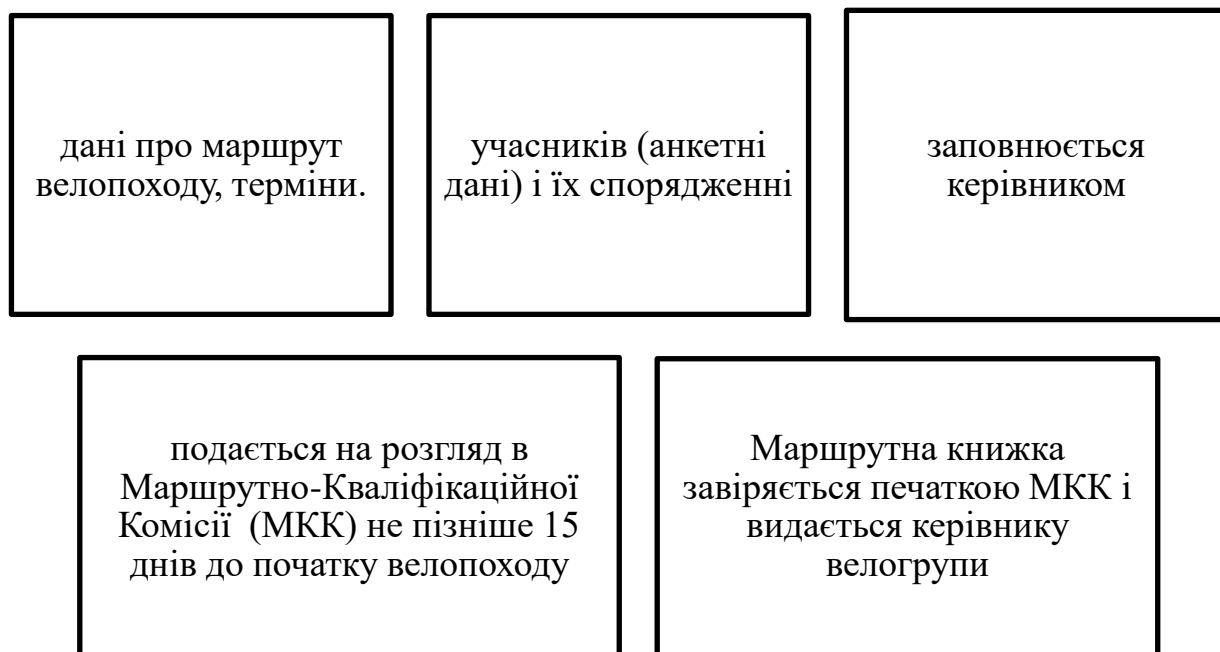 дані про маршрут
велопоходу, терміни.
учасників (анкетні
дані) і їх спорядженні
заповнюється
керівником
подається на розгляд в
Маршрутно-Кваліфікаційної
Комісії (МКК) не пізніше 15
днів до початку велопоходу
Маршрутна книжка
завіряється печаткою МКК і
видається керівнику
велогрупи